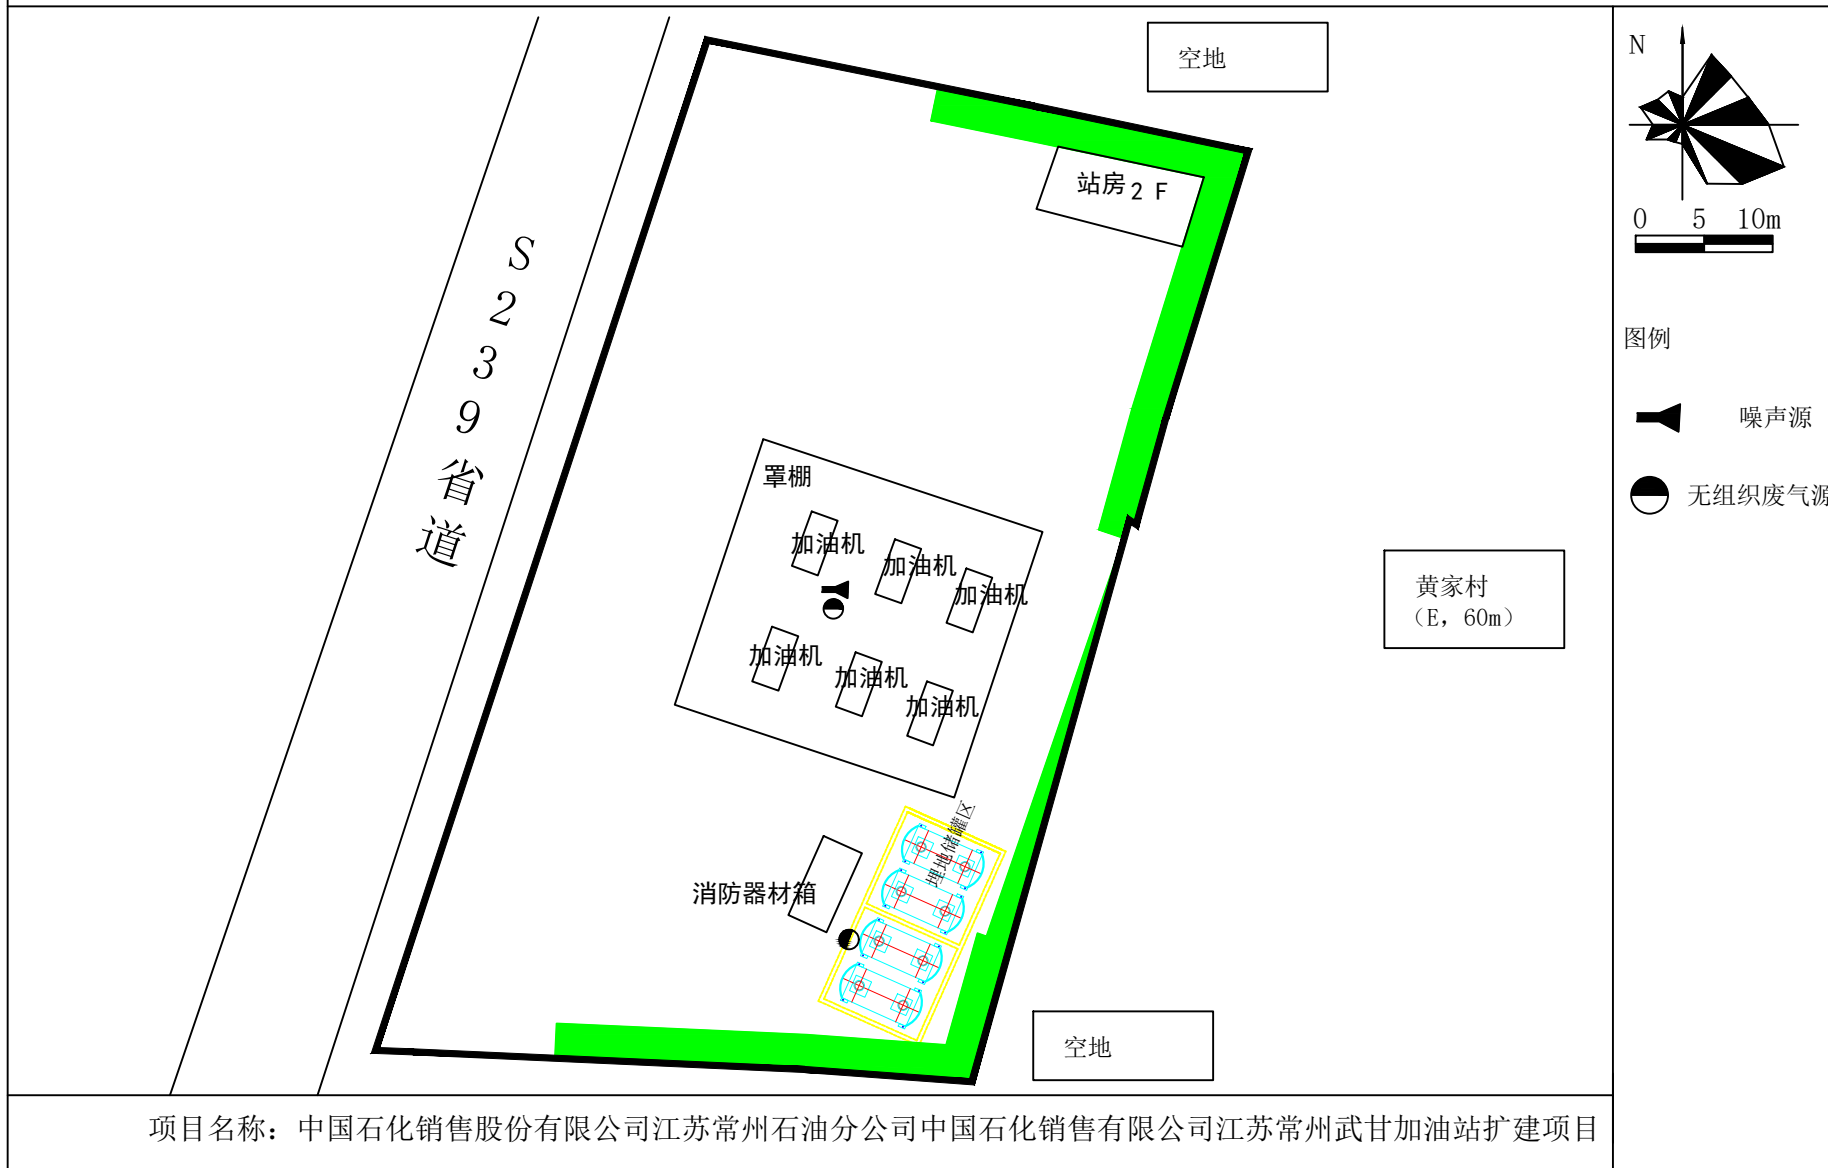 空地
N
站房2 F
0 5 10m
S239省道
图例
噪声源
罩棚
无组织废气源
加油机
加油机
加油机
黄家村
（E，60m）
加油机
加油机
加油机
埋地储罐区
消防器材箱
空地
项目名称：中国石化销售股份有限公司江苏常州石油分公司中国石化销售有限公司江苏常州武甘加油站扩建项目